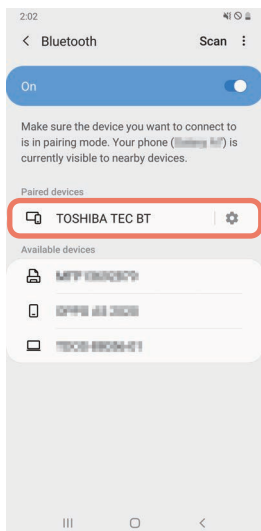 2:02
Bluetooth Scan
On
Make sure the device you want to connect to
is in pairing mode. Your phone () is
currently visible to nearby devices.
Paired devices
TOSHIBA TEC BT
Available devices